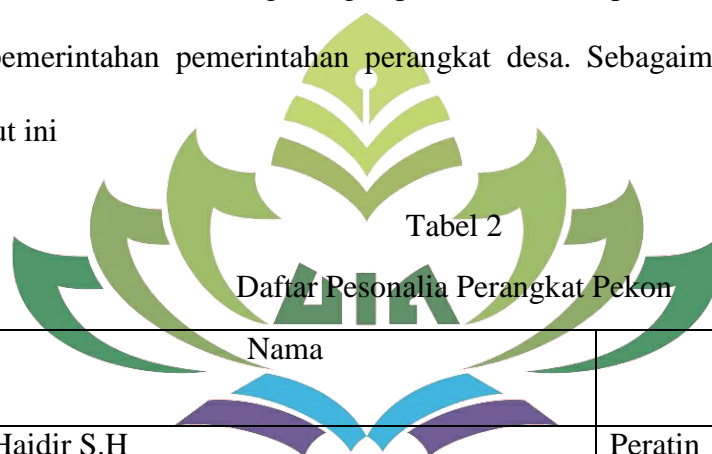 pemerintahan pemerintahan perangkat desa. Sebagaim
ut ini
Tabel 2
Daftar Pesonalia Perangkat Pekon
Nama
Haidir S.H Peratin